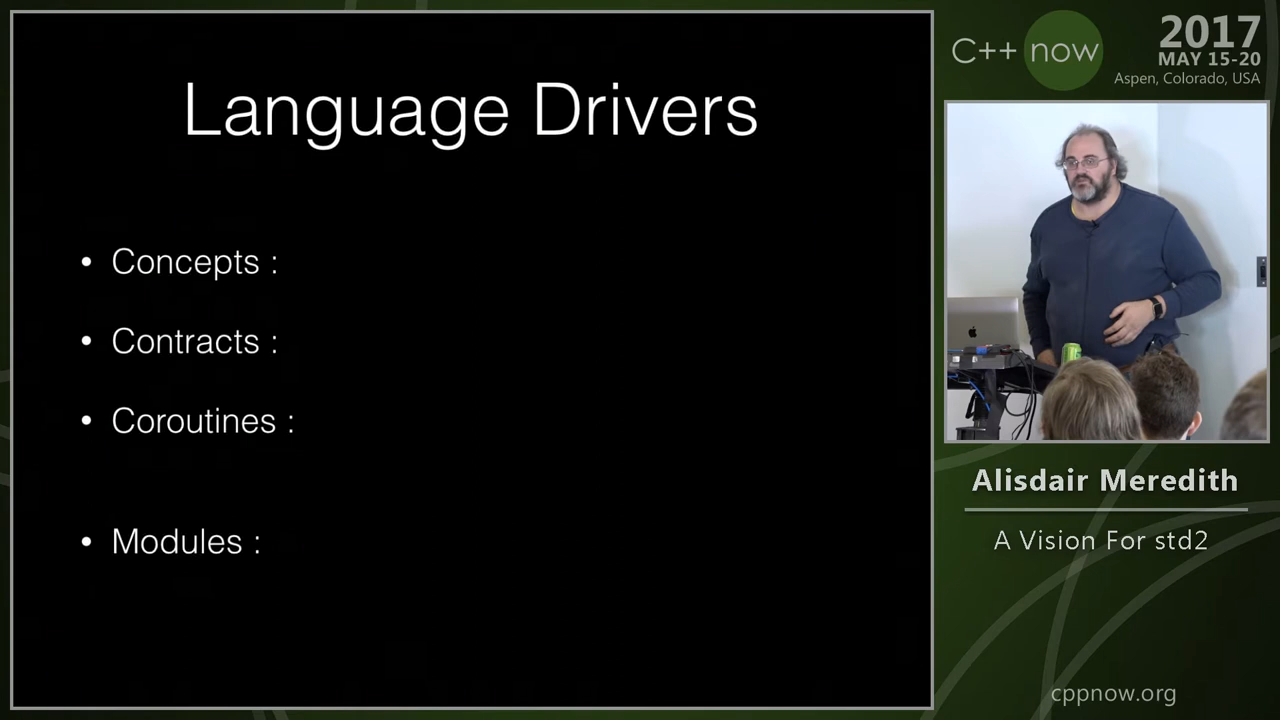 Language Drivers
• Concepts :
• Contracts :
• Coroutines :
• Modules :
C++ now
2017
MAY 15-20
Aspen, Colorado, USA
Alisdair Meredith
A Vision For std2
cppnow.org